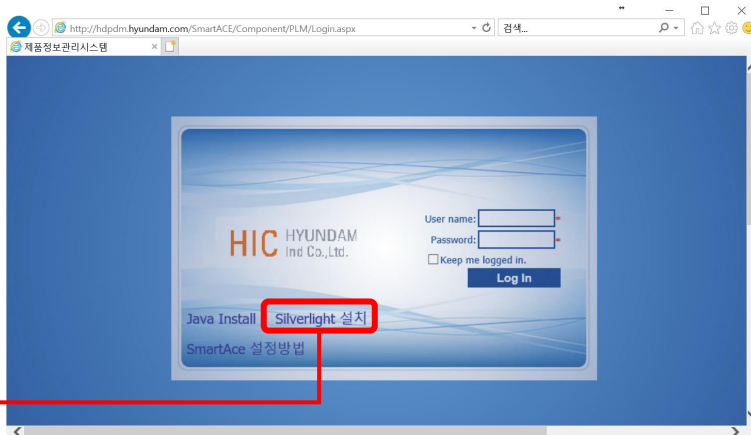 http://hdpdm.hyundam.com/SmartACE/Component/PLM/Login.aspx
검색...
제품정보관리시스템
HIC HYUNDAM
Ind Co.,Ltd.
User name:
*
Password:
*
Keep me logged in.
Log In
Java Install
Silverlight 설치
SmartAce 설정방법